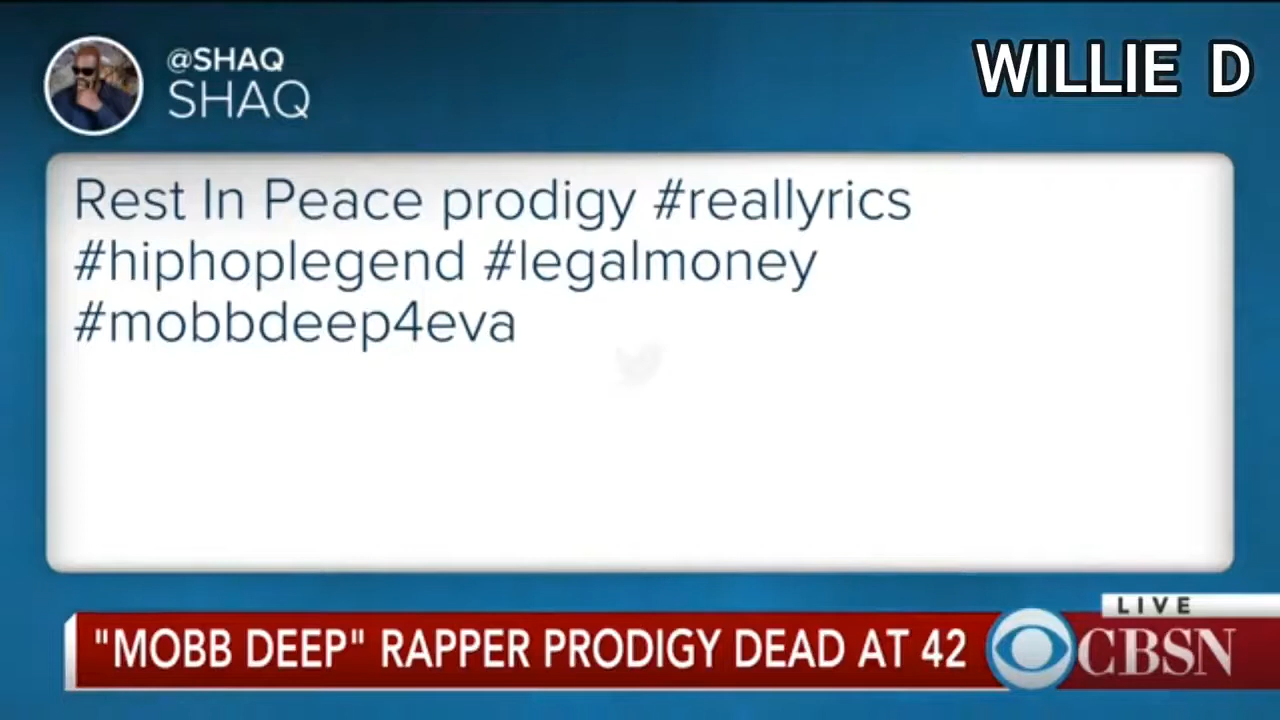 @SHAQ
SHAQ
WILLIE D
Rest In Peace prodigy #reallyrics
#hiphoplegend #legalmoney
#mobbdeep4eva
LIVE
"MOBB DEEP" RAPPER PRODIGY DEAD AT 42
CBSN